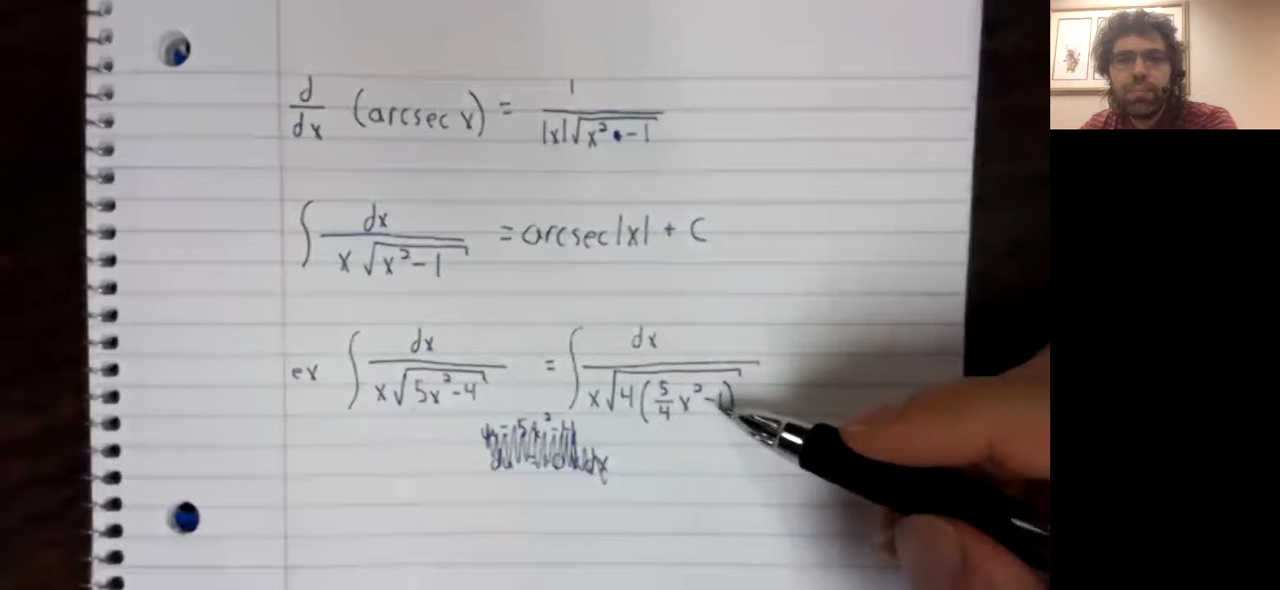 d/dx (arcsec x) = 1/(|x|√(x² - 1))
∫ dx/(x√(x²-1)) = arcsec|x| + C
ex ∫ dx/(x√(5x²-4)) = ∫ dx/(x√(4(5/4 x²-1)))